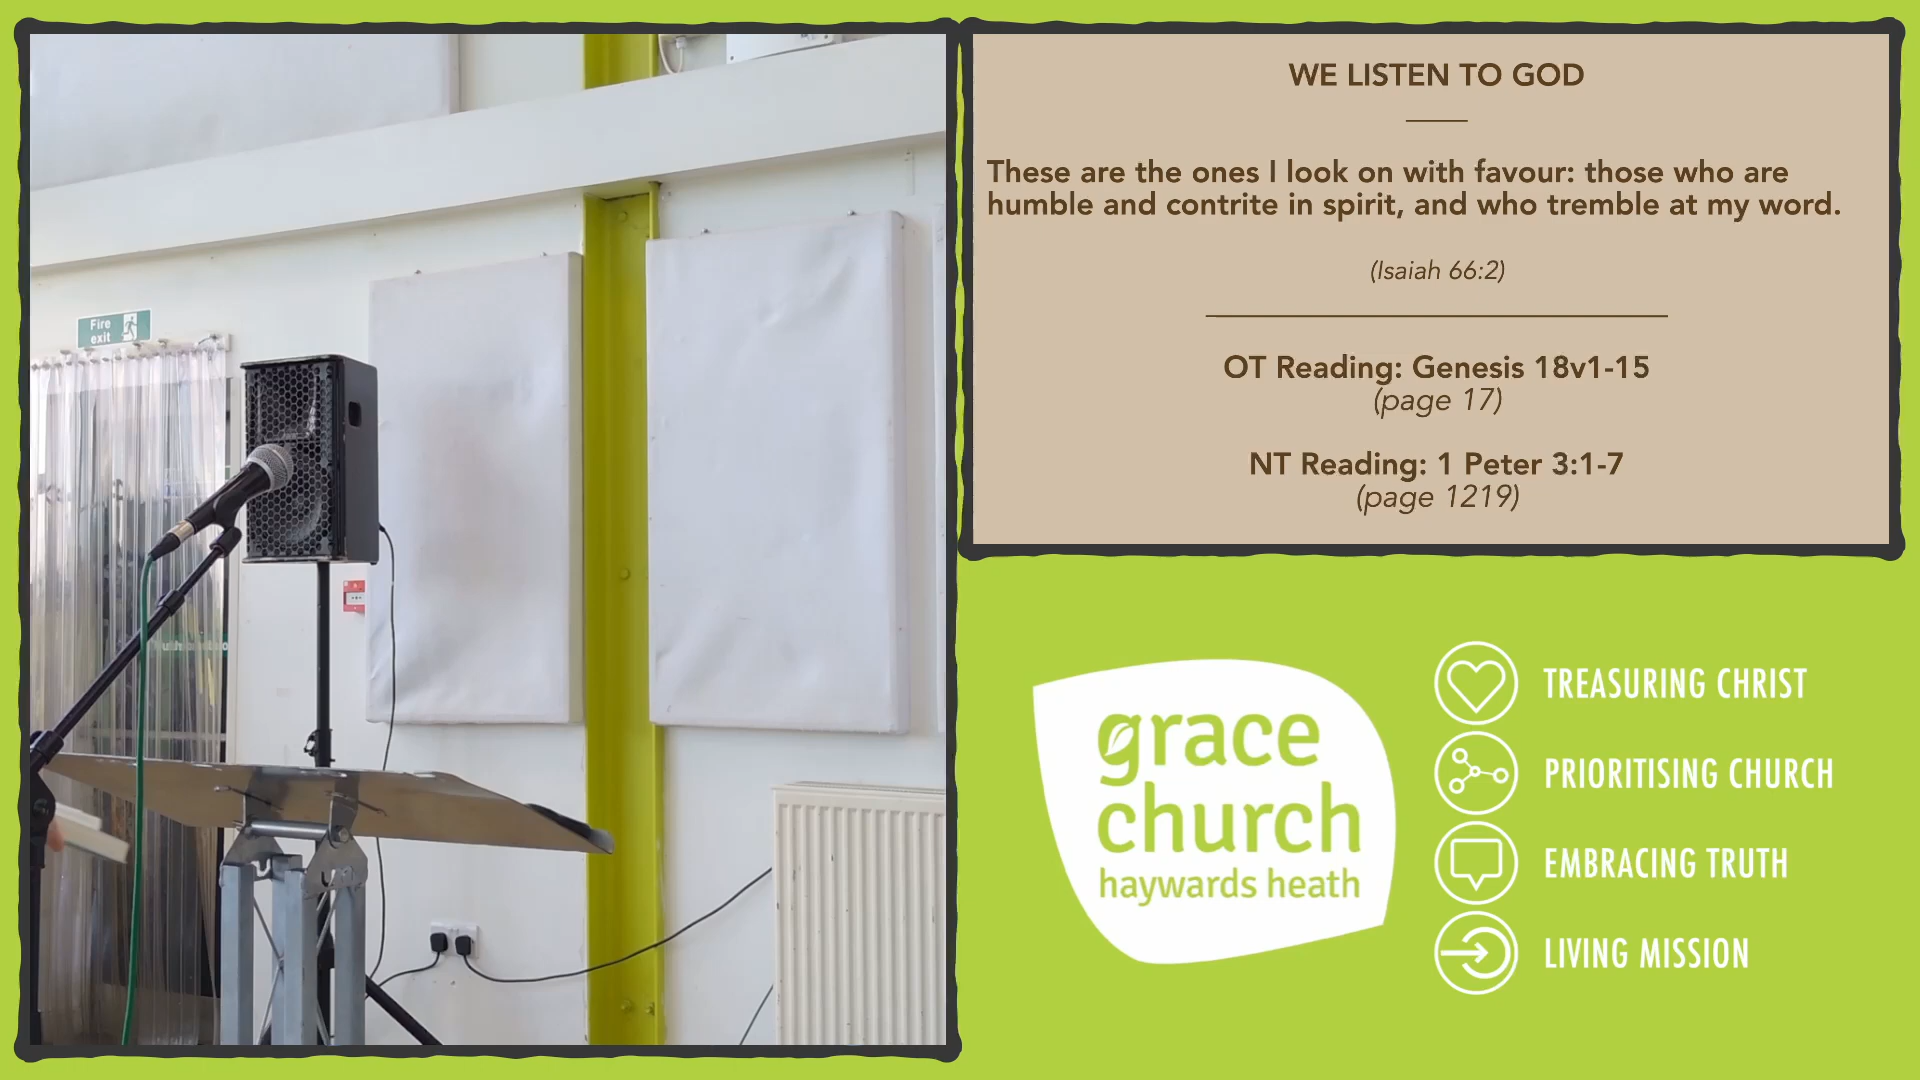 Fire
exit
WE LISTEN TO GOD
These are the ones I look on with favour: those who are
humble and contrite in spirit, and who tremble at my word.
(Isaiah 66:2)
OT Reading: Genesis 18v1-15
(page 17)
NT Reading: 1 Peter 3:1-7
(page 1219)
grace
church
haywards heath
TREASURING CHRIST
PRIORITISING CHURCH
EMBRACING TRUTH
LIVING MISSION